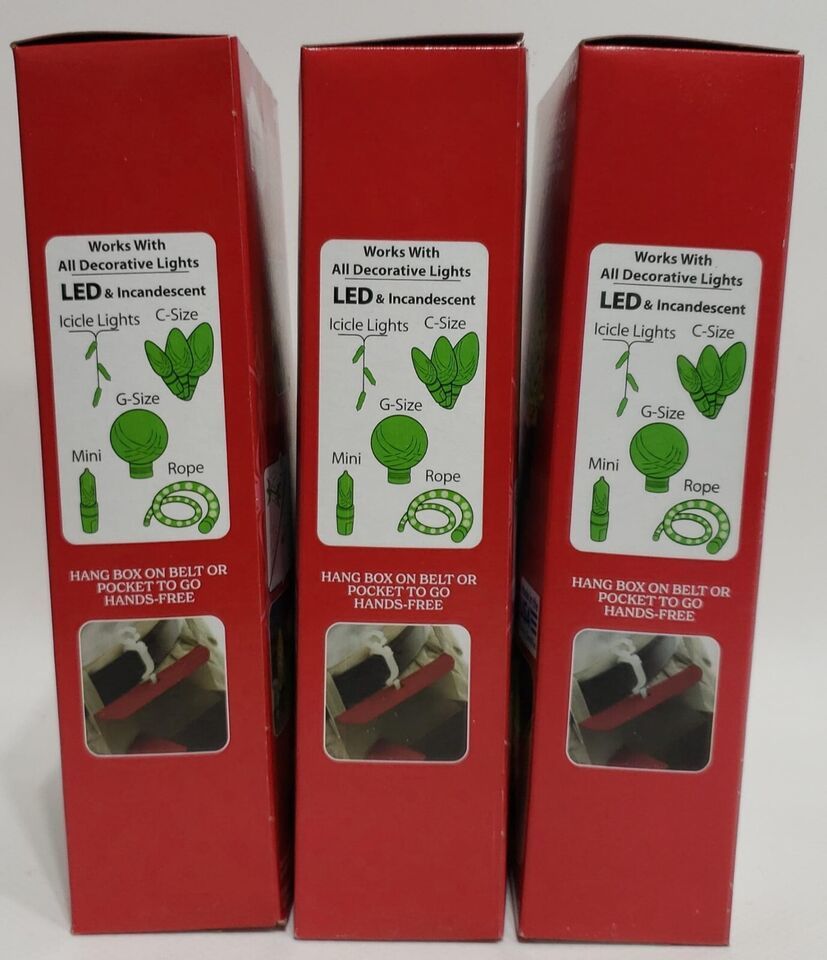 Works With
All Decorative Lights
LED & Incandescent
Icicle Lights C-Size
G-Size
Mini
Rope
HANG BOX ON BELT OR
POCKET TO GO
HANDS-FREE
Works With
All Decorative Lights
LED & Incandescent
Icicle Lights C-Size
G-Size
Mini
Rope
HANG BOX ON BELT OR
POCKET TO GO
HANDS-FREE
Works With
All Decorative Lights
LED & Incandescent
Icicle Lights C-Size
G-Size
Mini
Rope
HANG BOX ON BELT OR
POCKET TO GO
HANDS-FREE